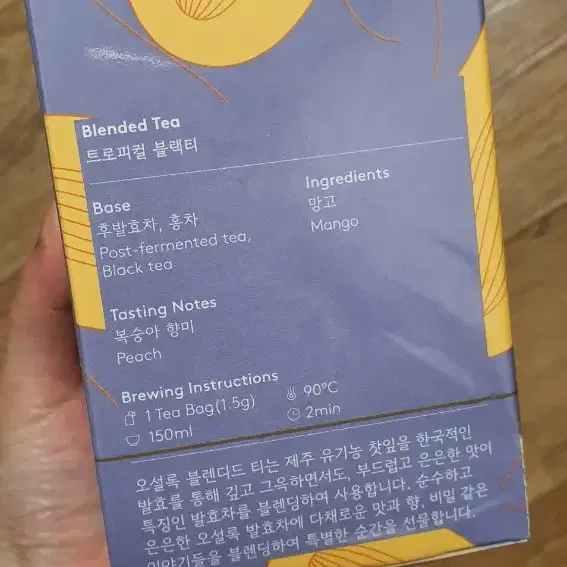 Blended Tea
트로피컬 블랙티
Base
후발효차, 홍차
Post-fermented tea,
Black tea
Ingredients
망고
Mango
Tasting Notes
복숭아 향미
Peach
Brewing Instructions
1 Tea Bag(1.5g)
90°C
150ml
2min
오설록 블렌디드 티는 제주 유기농 찻잎을 한국적인
발효를 통해 깊고 그윽하면서도, 부드럽고 은은한 맛이
특징인 발효차를 블렌딩하여 사용합니다. 순수하고
은은한 오설록 발효차에 다채로운 맛과 향, 비밀 같은
이야기들을 블렌딩하여 특별한 순간을 선물합니다.